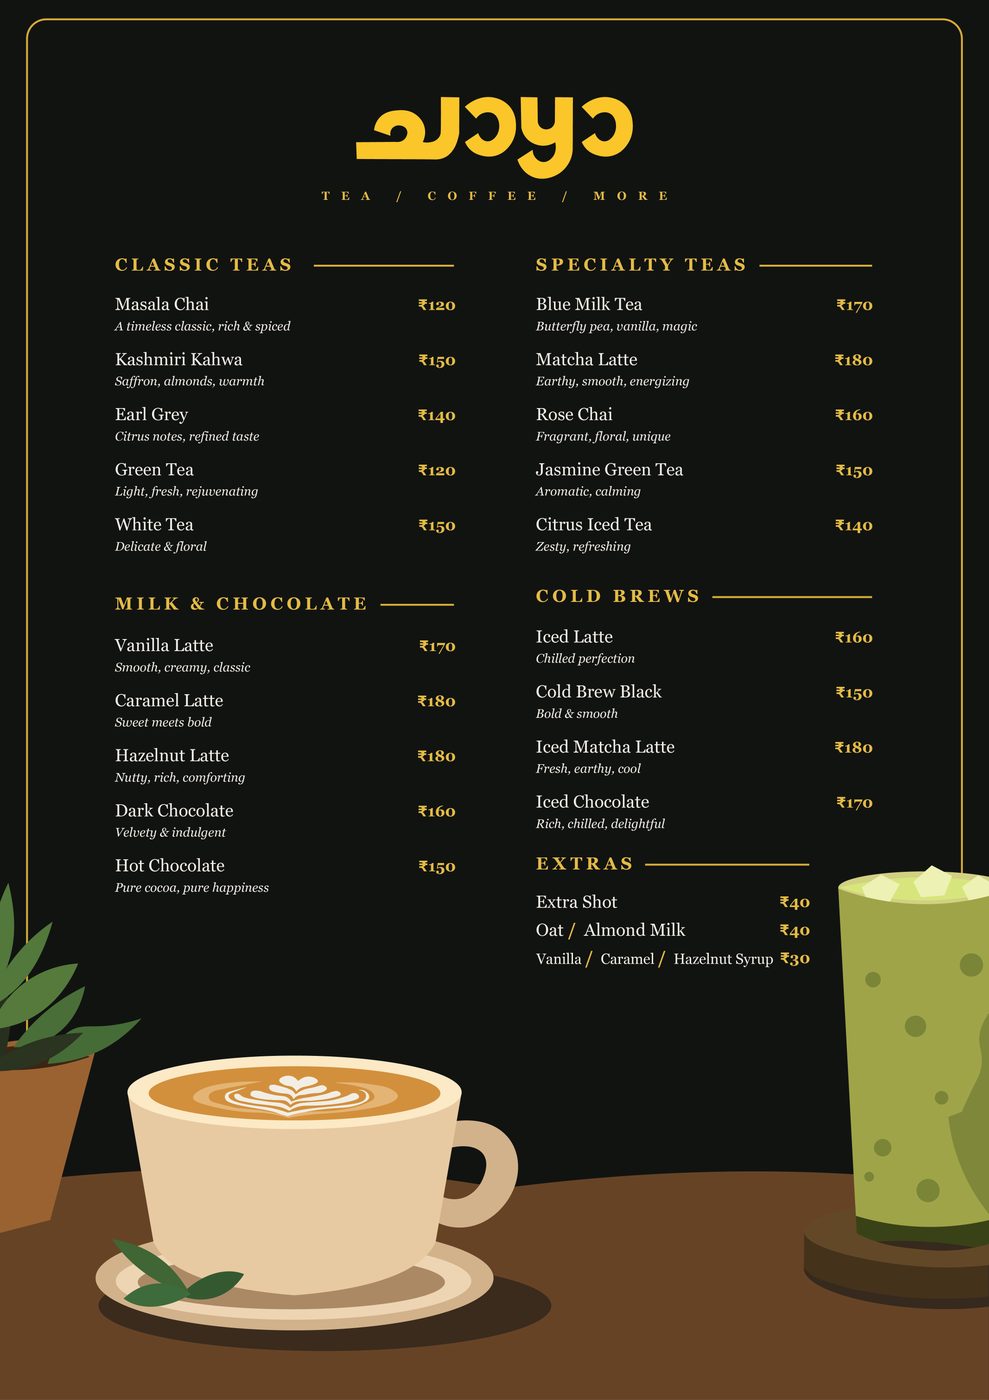 ചായാ
TEA / COFFEE / MORE
CLASSIC TEAS
Masala Chai ₹120
A timeless classic, rich & spiced
Kashmiri Kahwa ₹150
Saffron, almonds, warmth
Earl Grey ₹140
Citrus notes, refined taste
Green Tea ₹120
Light, fresh, rejuvenating
White Tea ₹150
Delicate & floral
MILK & CHOCOLATE
Vanilla Latte ₹170
Smooth, creamy, classic
Caramel Latte ₹180
Sweet meets bold
Hazelnut Latte ₹180
Nutty, rich, comforting
Dark Chocolate ₹160
Velvety & indulgent
Hot Chocolate ₹150
Pure cocoa, pure happiness
SPECIALTY TEAS
Blue Milk Tea ₹170
Butterfly pea, vanilla, magic
Matcha Latte ₹180
Earthy, smooth, energizing
Rose Chai ₹160
Fragrant, floral, unique
Jasmine Green Tea ₹150
Aromatic, calming
Citrus Iced Tea ₹140
Zesty, refreshing
COLD BREWS
Iced Latte ₹160
Chilled perfection
Cold Brew Black ₹150
Bold & smooth
Iced Matcha Latte ₹180
Fresh, earthy, cool
Iced Chocolate ₹170
Rich, chilled, delightful
EXTRAS
Extra Shot ₹40
Oat / Almond Milk ₹40
Vanilla / Caramel / Hazelnut Syrup ₹30